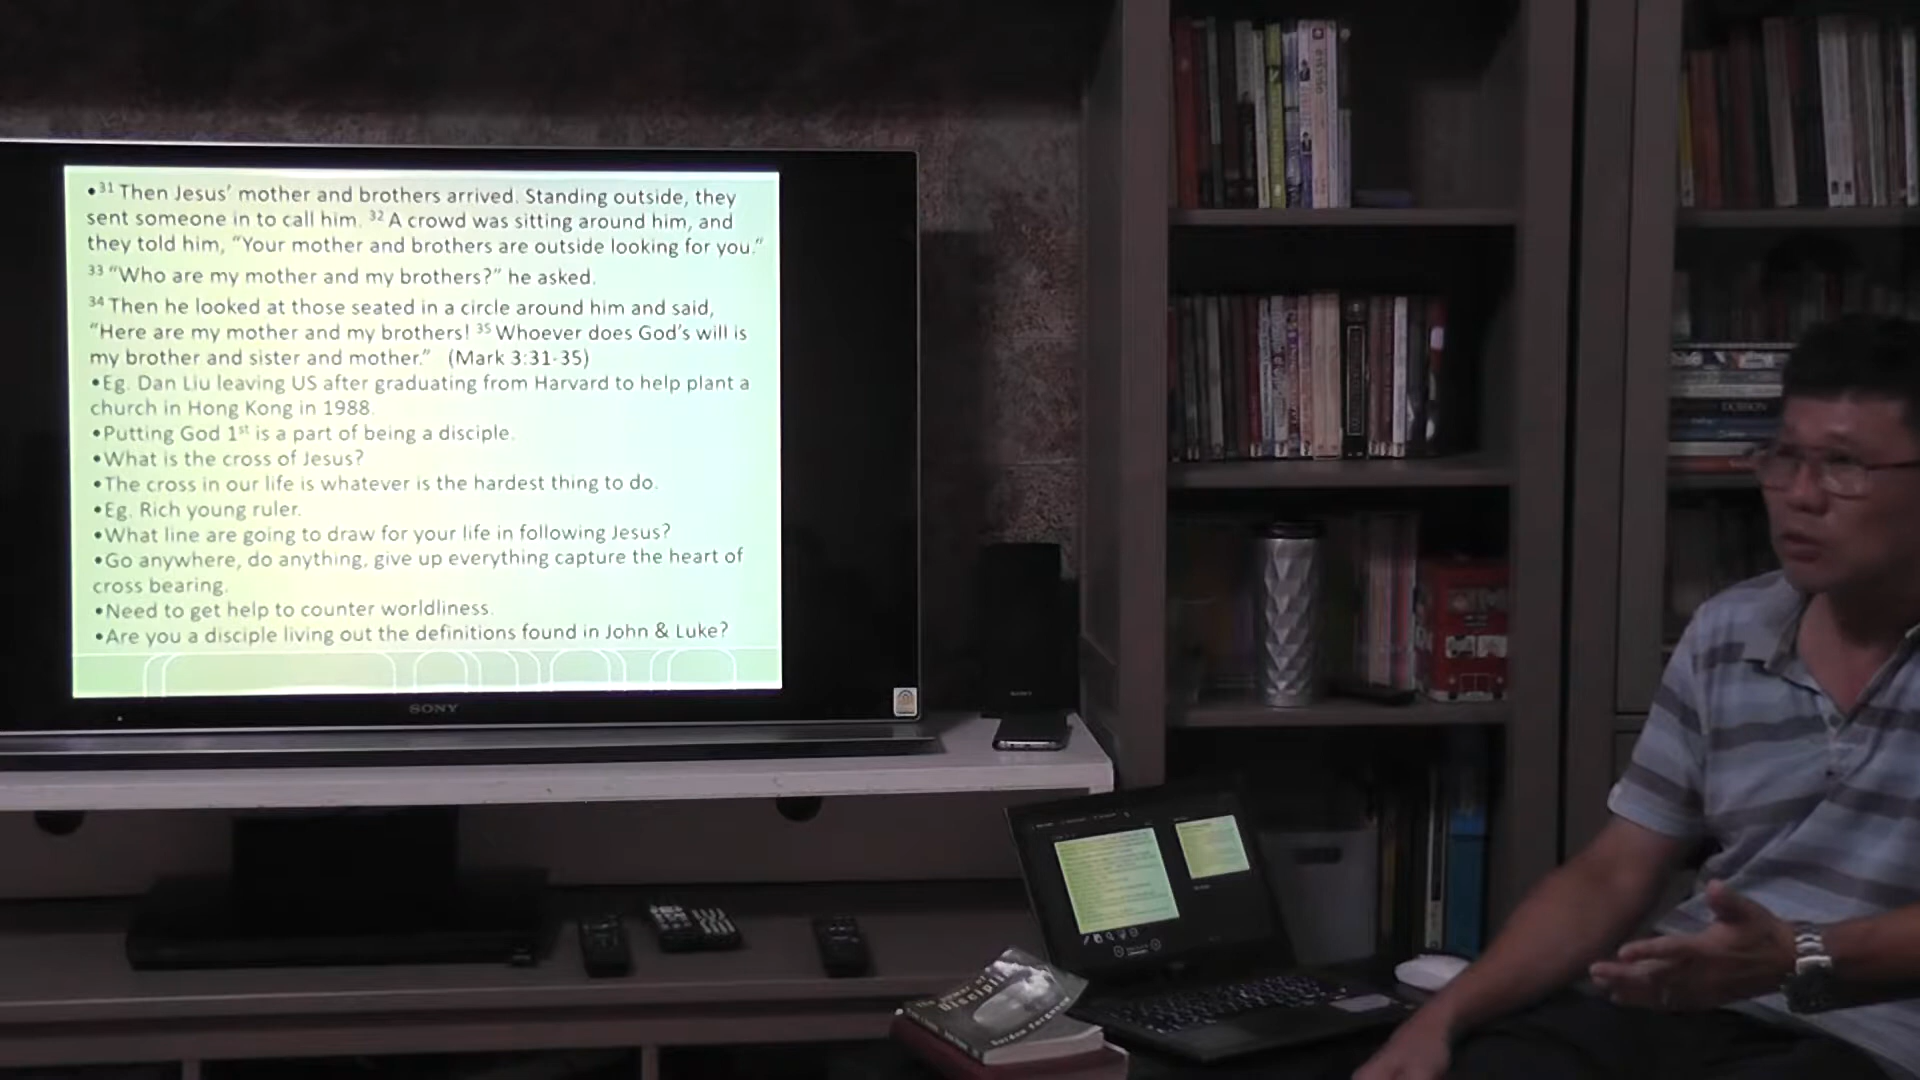 •31 Then Jesus’ mother and brothers arrived. Standing outside, they
sent someone in to call him. 32 A crowd was sitting around him, and
they told him, “Your mother and brothers are outside looking for you.”
33 “Who are my mother and my brothers?” he asked.
34 Then he looked at those seated in a circle around him and said,
“Here are my mother and my brothers! 35 Whoever does God’s will is
my brother and sister and mother.” (Mark 3:31-35)
•Eg. Dan Liu leaving US after graduating from Harvard to help plant a
church in Hong Kong in 1988.
•Putting God 1st is a part of being a disciple.
•What is the cross of Jesus?
•The cross in our life is whatever is the hardest thing to do.
•Eg. Rich young ruler.
•What line are going to draw for your life in following Jesus?
•Go anywhere, do anything, give up everything capture the heart of
cross bearing.
•Need to get help to counter worldliness.
•Are you a disciple living out the definitions found in John & Luke?
SONY
SONY
DOBSON